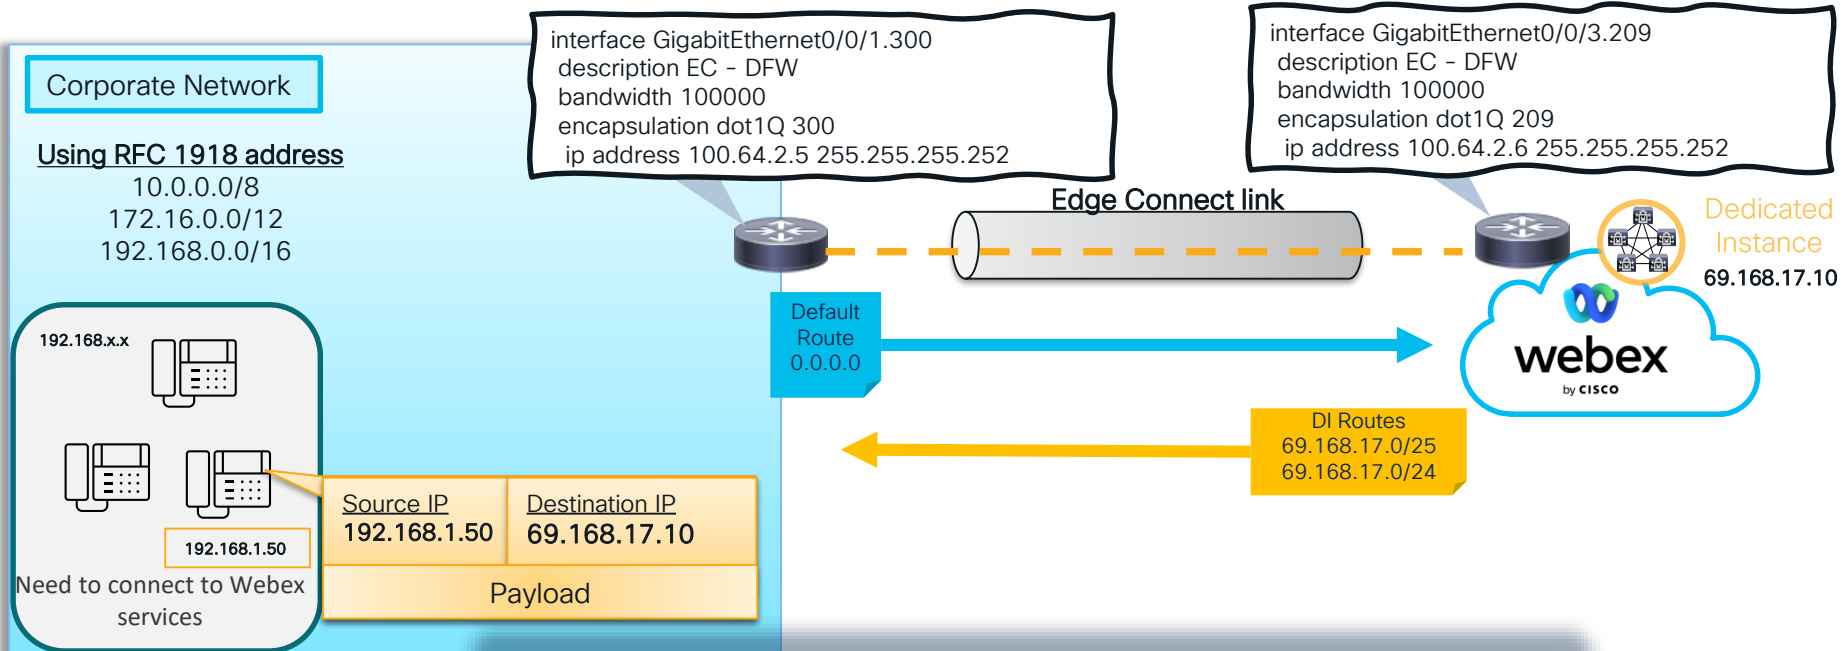 interface GigabitEthernet0/0/1.300
description EC - DFW
bandwidth 100000
encapsulation dot1Q 300
ip address 100.64.2.5 255.255.255.252
interface GigabitEthernet0/0/3.209
description EC - DFW
bandwidth 100000
encapsulation dot1Q 209
ip address 100.64.2.6 255.255.255.252
Corporate Network
Using RFC 1918 address
10.0.0.0/8
172.16.0.0/12
192.168.0.0/16
Edge Connect link
Dedicated
Instance
69.168.17.10
Default
Route
0.0.0.0
webex
by CISCO
DI Routes
69.168.17.0/25
69.168.17.0/24
192.168.x.x
192.168.1.50
Need to connect to Webex
services
Source IP
192.168.1.50
Destination IP
69.168.17.10
Payload